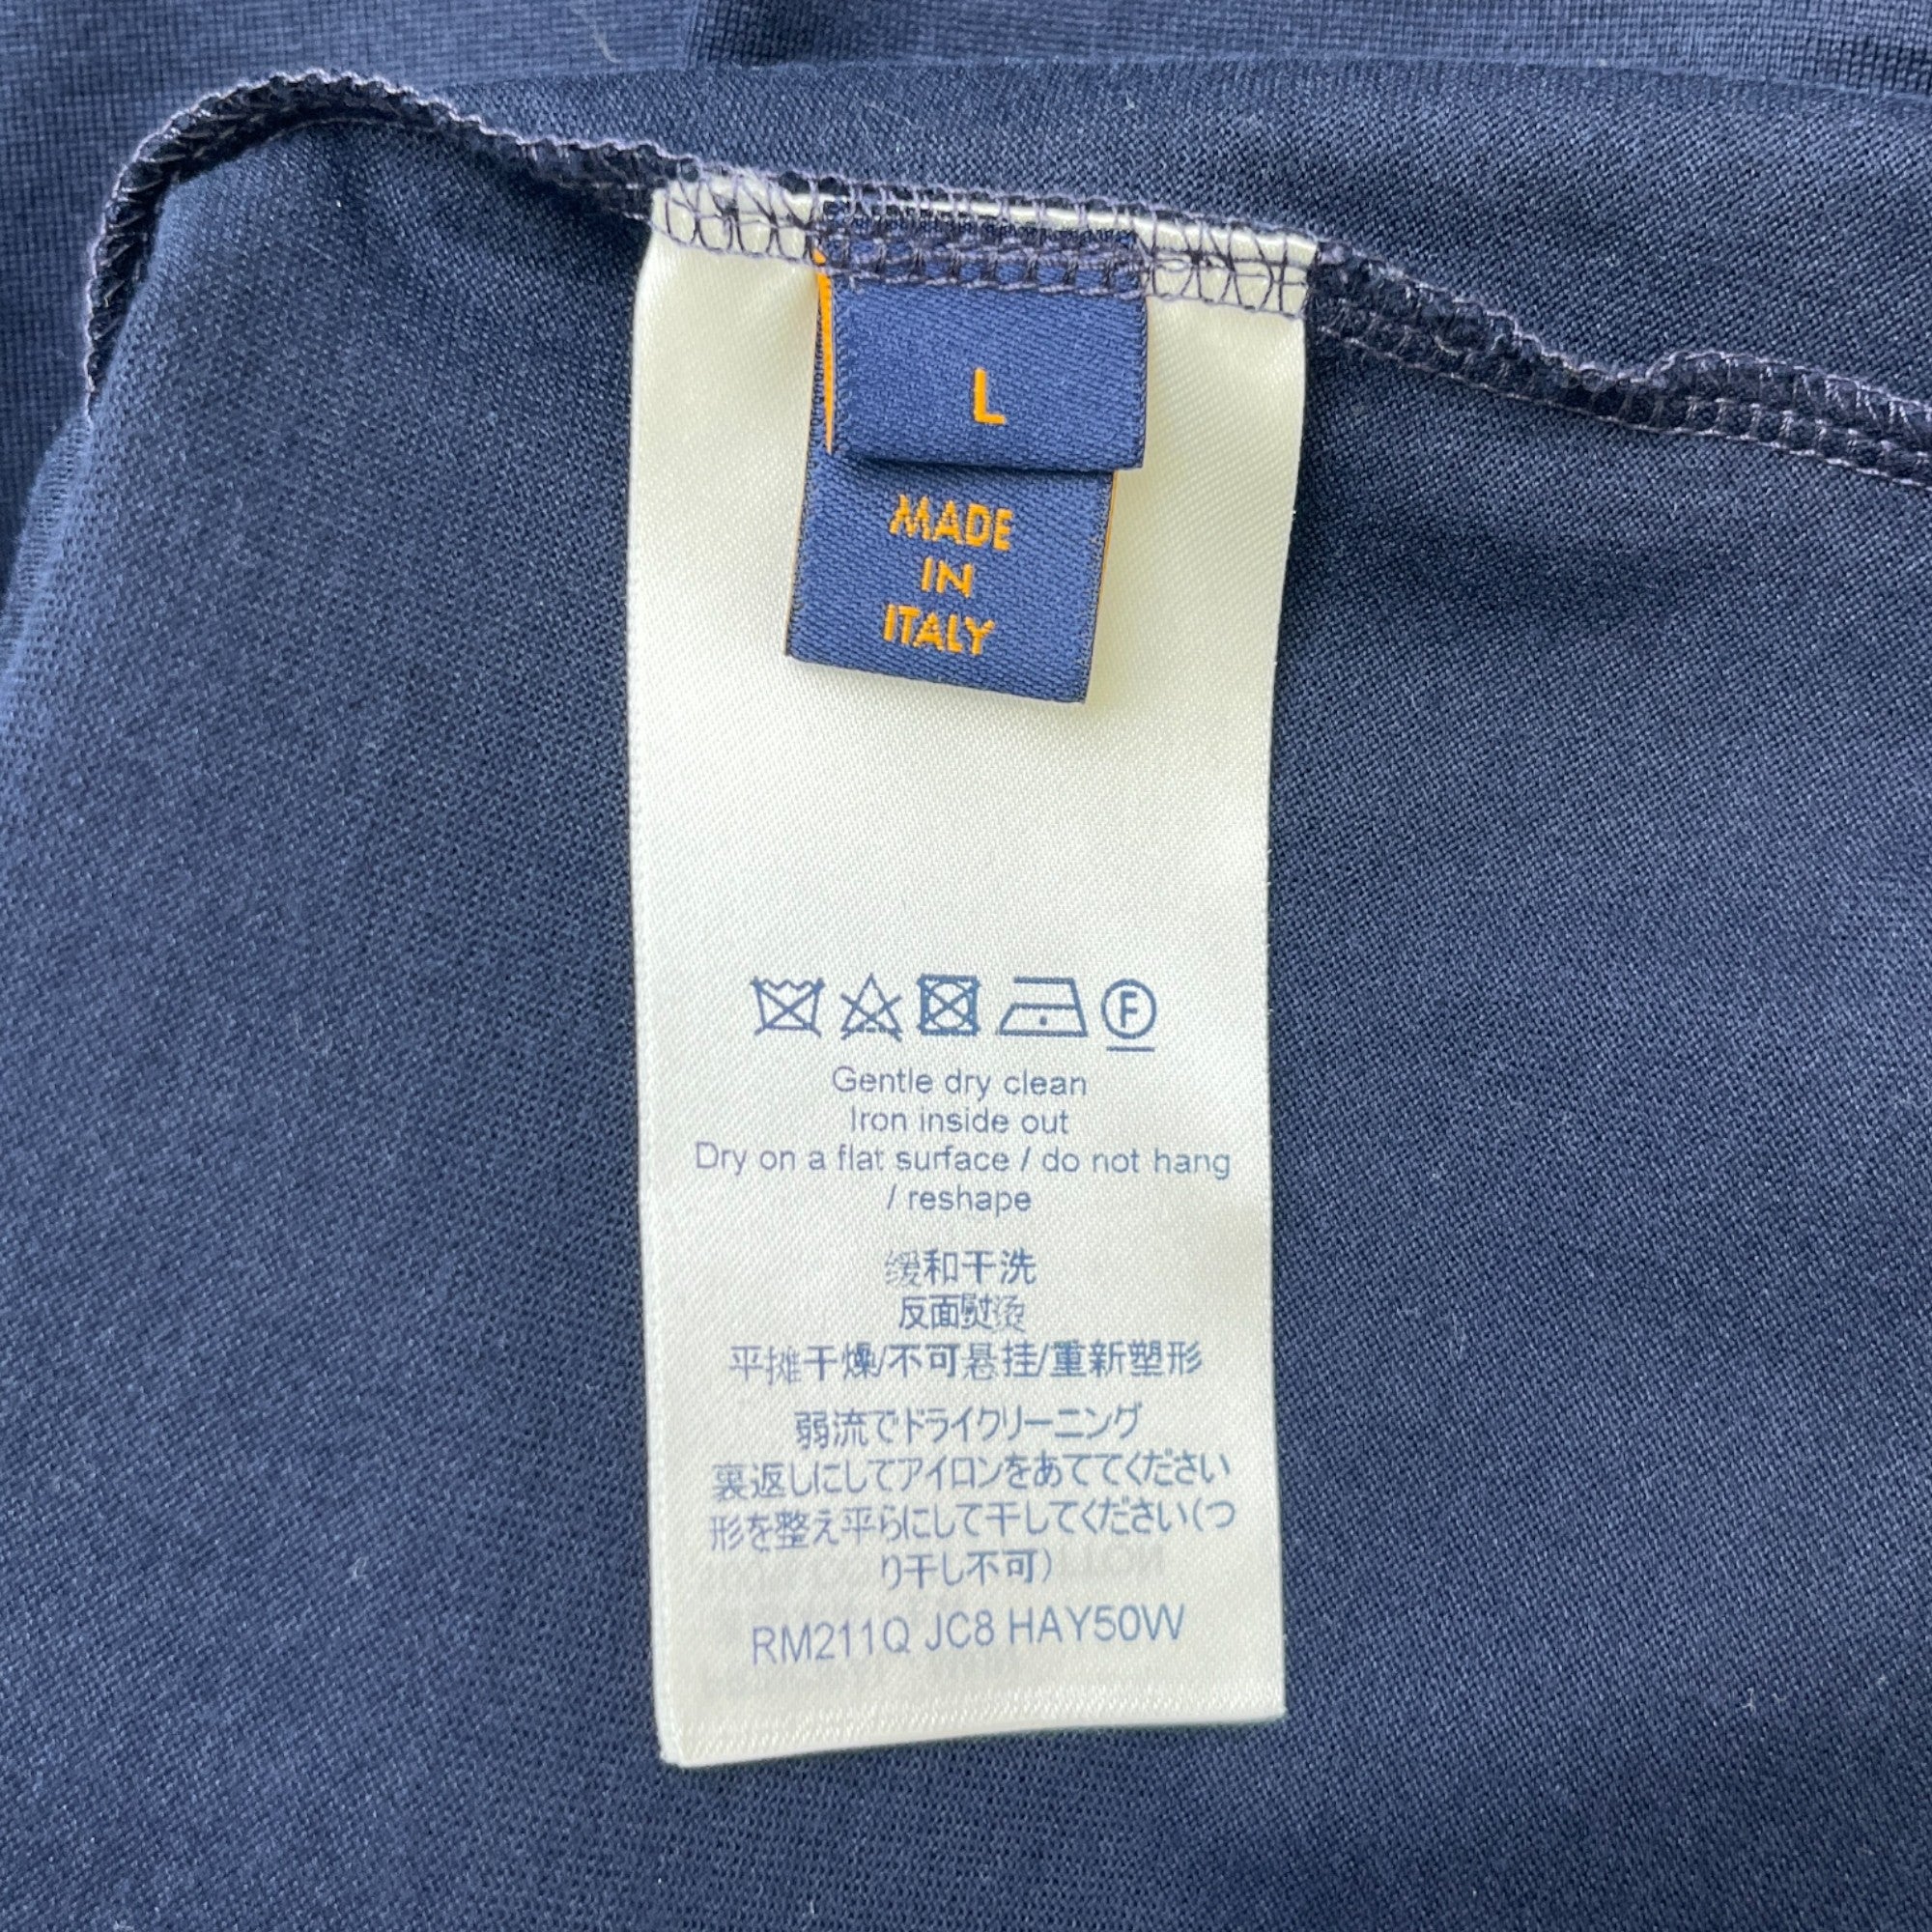 L
MADE
IN
ITALY
F
Gentle dry clean
Iron inside out
Dry on a flat surface / do not hang
/ reshape
缓和干洗
反面熨烫
平摊干燥/不可悬挂/重新塑形
弱流でドライクリーニング
裏返しにしてアイロンをあててください
形を整え平らにして干してください(つ
り干し不可)
RM211Q JC8 HAY50W